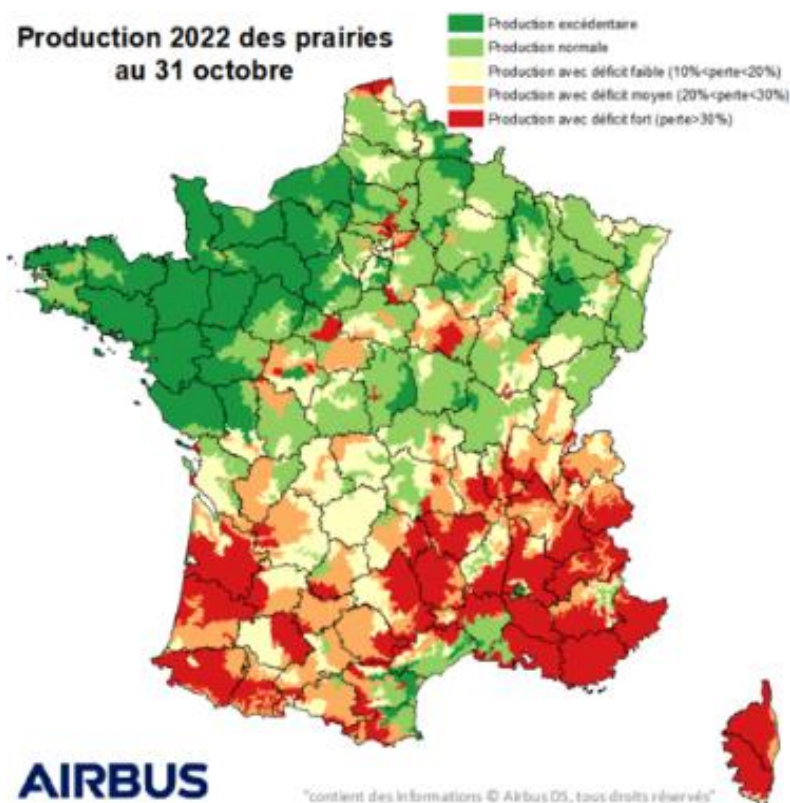 Production 2022 des prairies
au 31 octobre
Production excédentaire
Production normale
Production avec déficit faible (10%<perte<20%)
Production avec déficit moyen (20%<perte<30%)
Production avec déficit fort (perte>30%)
AIRBUS
"contient des informations © Airbus DS, tous droits réservés"